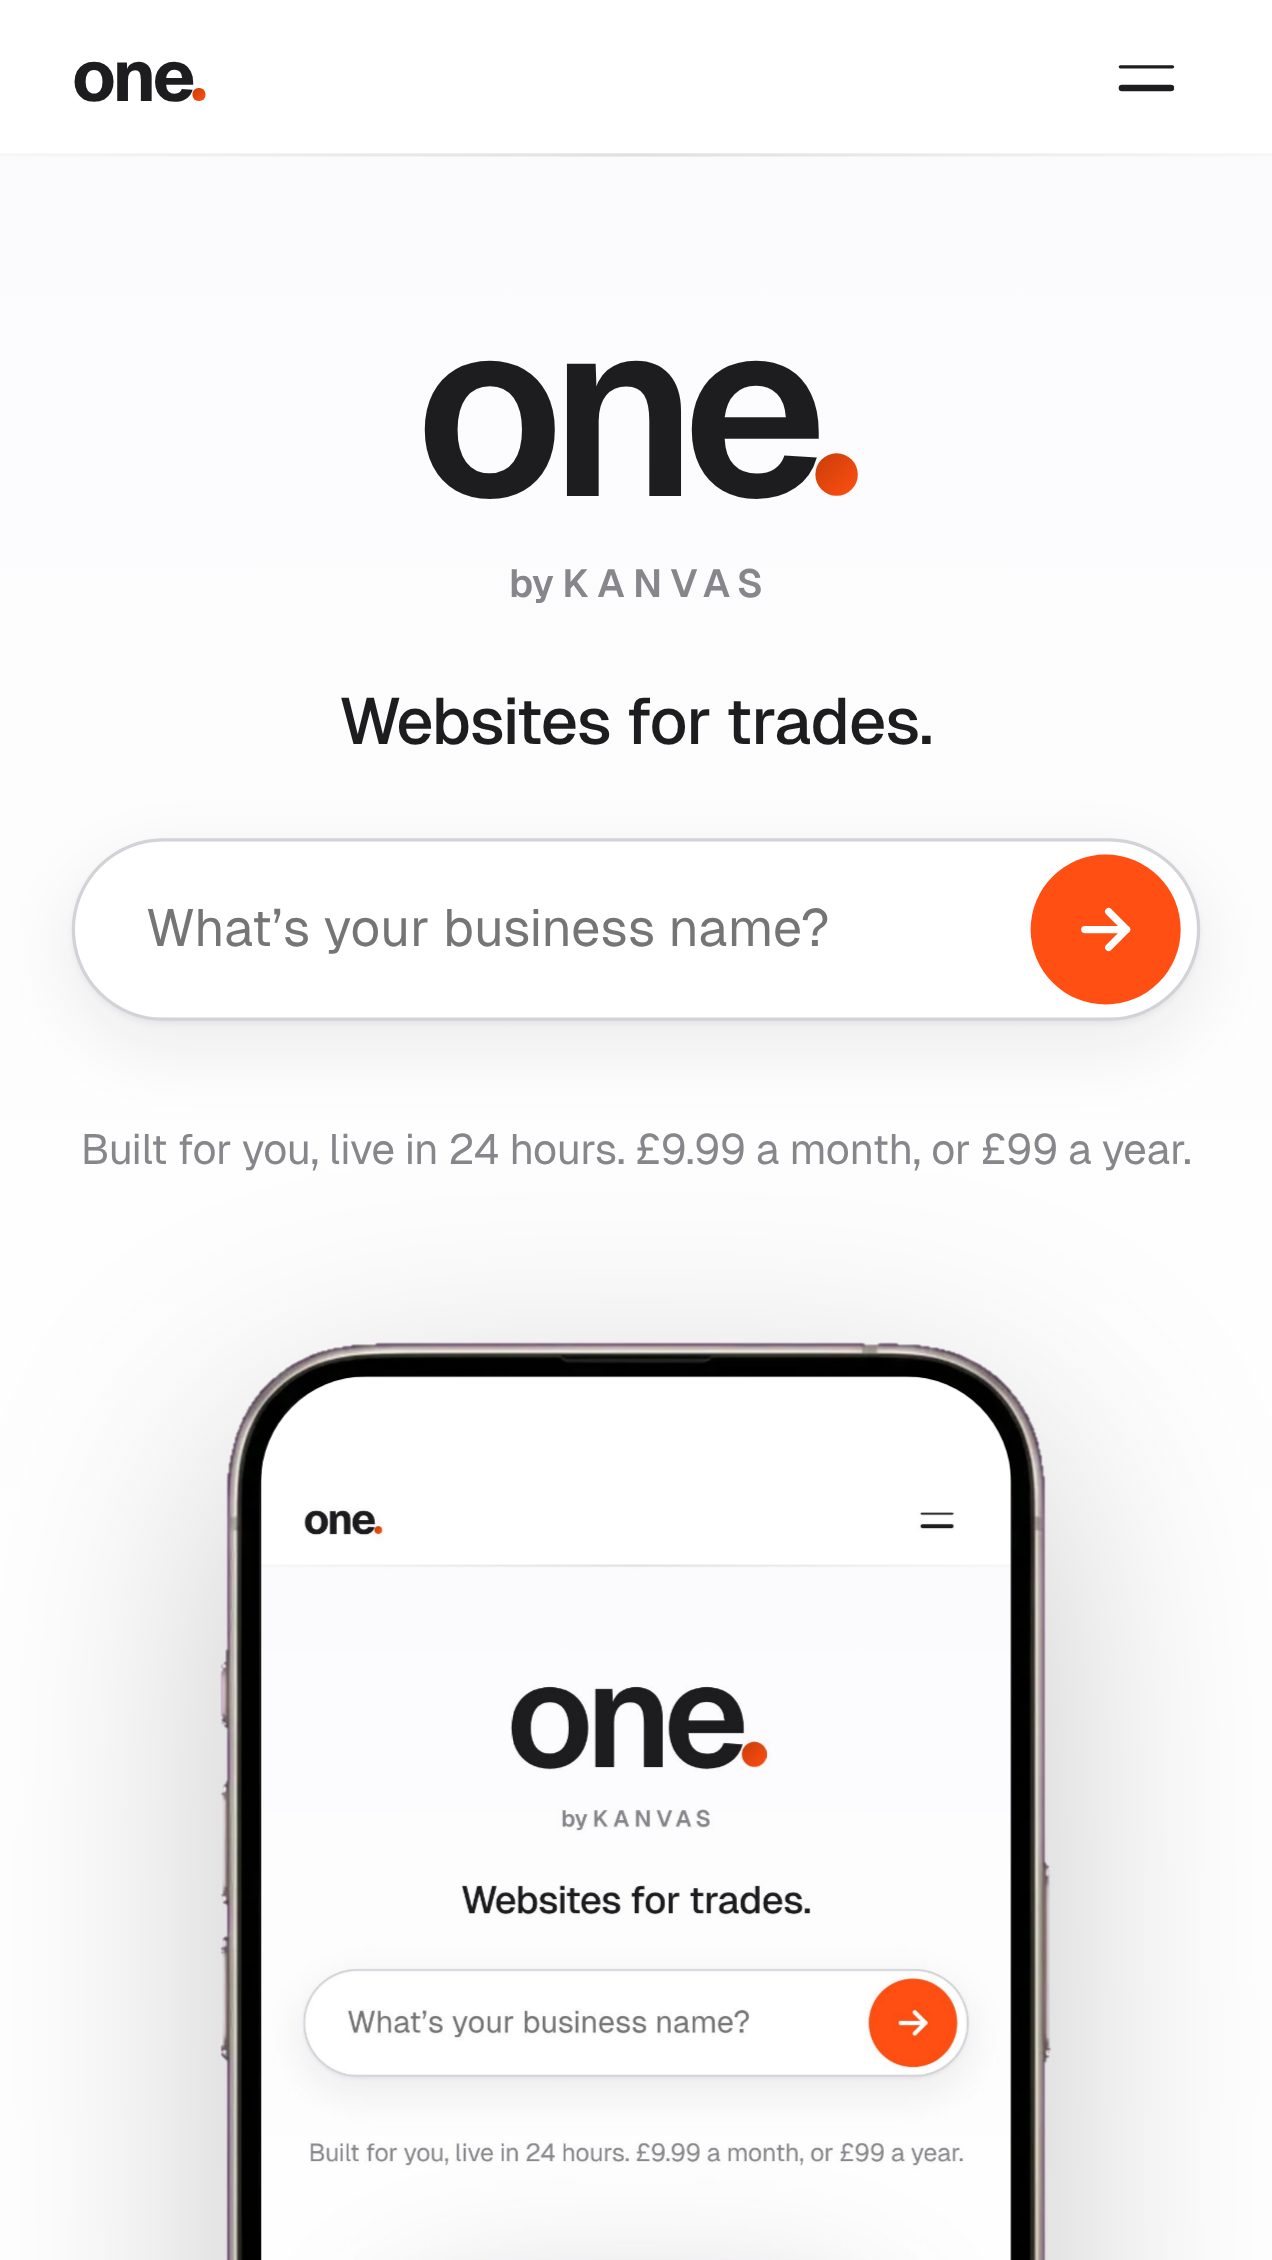 one.
one.
by KANVAS
Websites for trades.
What’s your business name?
Built for you, live in 24 hours. £9.99 a month, or £99 a year.
one.
one.
by KANVAS
Websites for trades.
What’s your business name?
Built for you, live in 24 hours. £9.99 a month, or £99 a year.